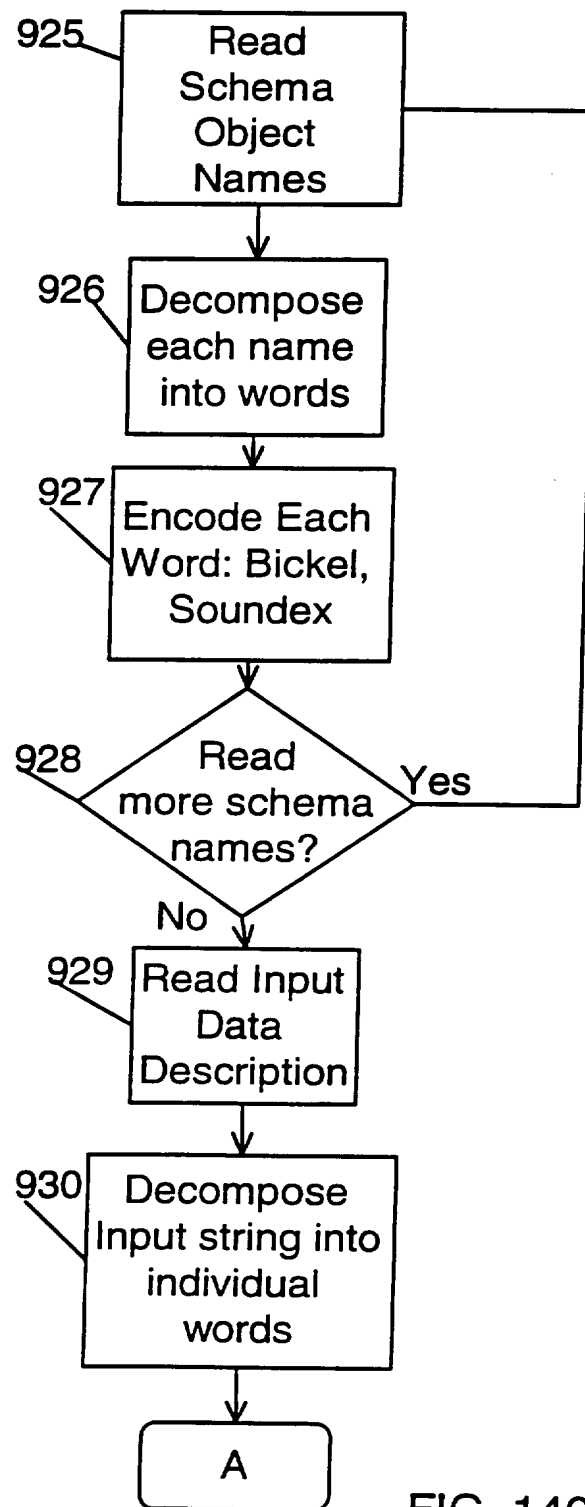 925
Read
Schema
Object
Names
926
Decompose
each name
into words
927
Encode Each
Word: Bickel,
Soundex
928
Read
more schema
names?
Yes
No
929
Read Input
Data
Description
930
Decompose
Input string into
individual
words
A
FIG.